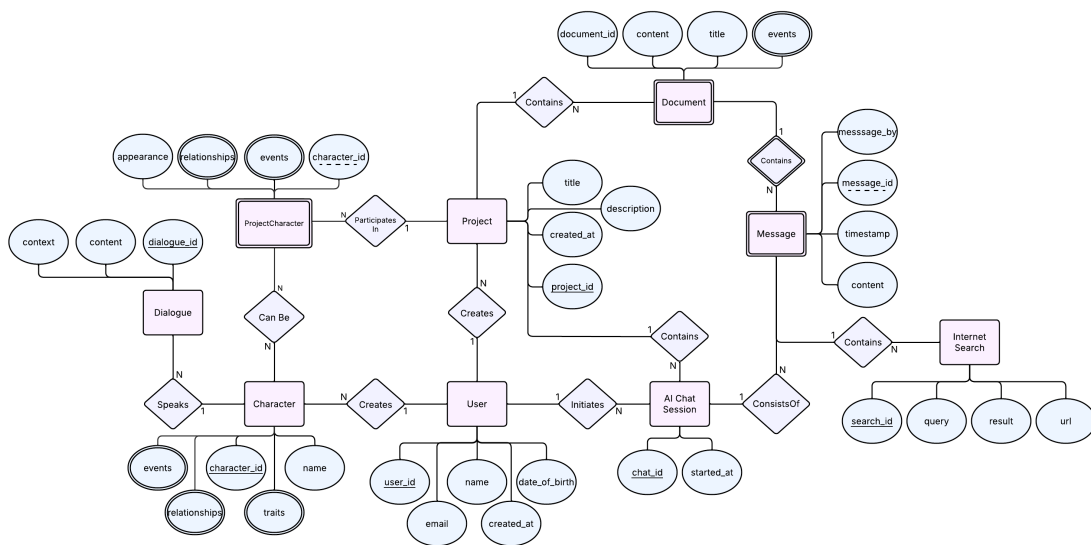 document_id
content
title
events
1
Contains
N
Document
messsage_by
appearance
relationships
events
character_id
title
1
Contains
N
message_id
description
ProjectCharacter
N
Participates
In
1
Project
created_at
Message
timestamp
context
content
dialogue_id
project_id
content
N
N
Dialogue
Can Be
Creates
1
Contains
N
1
Contains
N
Internet
Search
N
1
N
N
Speaks
1
Character
N
Creates
1
User
1
Initiates
N
AI Chat
Session
1
ConsistsOf
search_id
query
result
url
events
character_id
name
user_id
name
date_of_birth
chat_id
started_at
relationships
traits
email
created_at